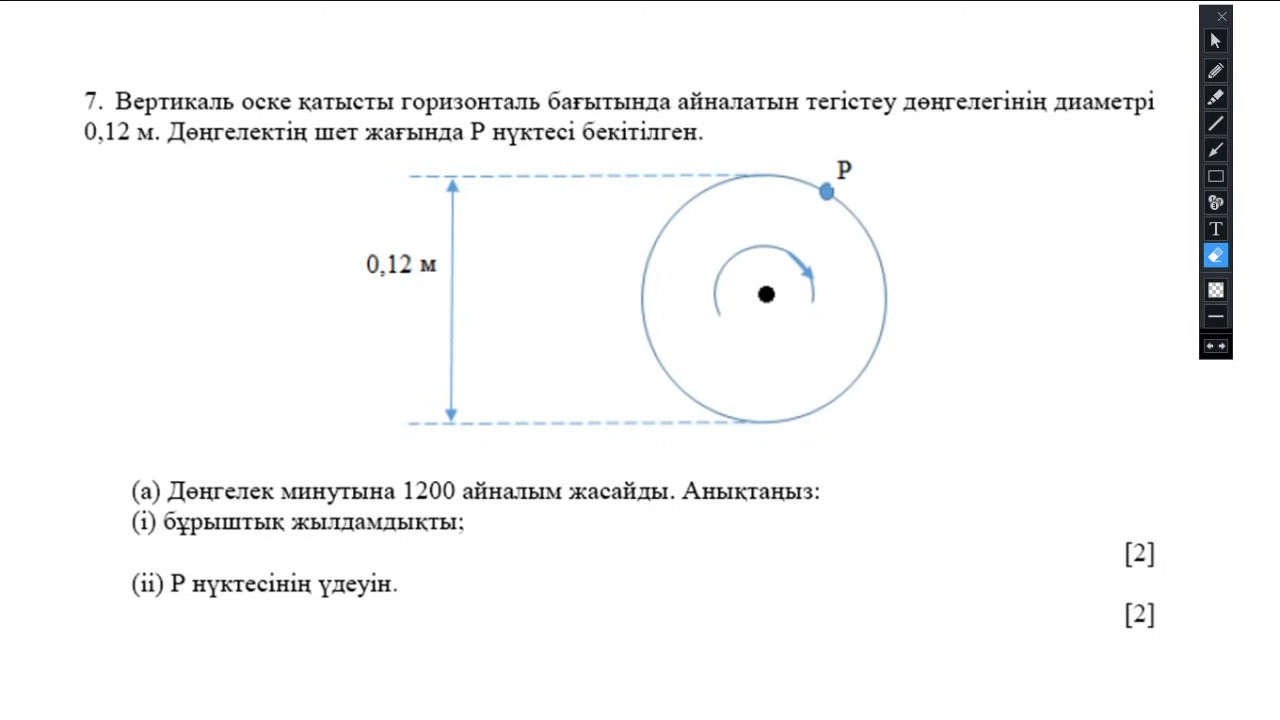 7. Вертикаль оске қатысты горизонталь бағытында айналатын тегістеу дөңгелегінің диаметрі
0,12 м. Дөңгелектің шет жағында P нүктесі бекітілген.
P
0,12 м
(a) Дөңгелек минутына 1200 айналым жасайды. Анықтаңыз:
(i) бұрыштық жылдамдықты;
[2]
(ii) P нүктесінің үдеуін.
[2]
T